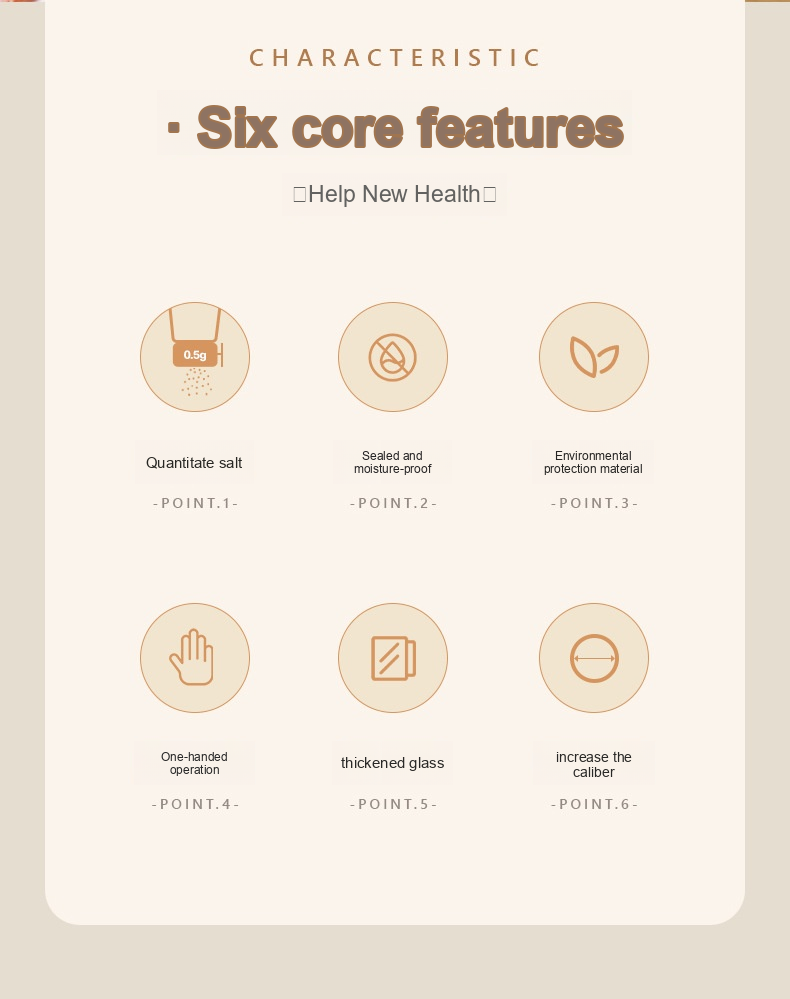 CHARACTERISTIC
· Six core features
□Help New Health□
0.5g
Quantitate salt
Sealed and
moisture-proof
Environmental
protection material
-POINT.1-
-POINT.2-
-POINT.3-
One-handed
operation
thickened glass
increase the
caliber
-POINT.4-
-POINT.5-
-POINT.6-